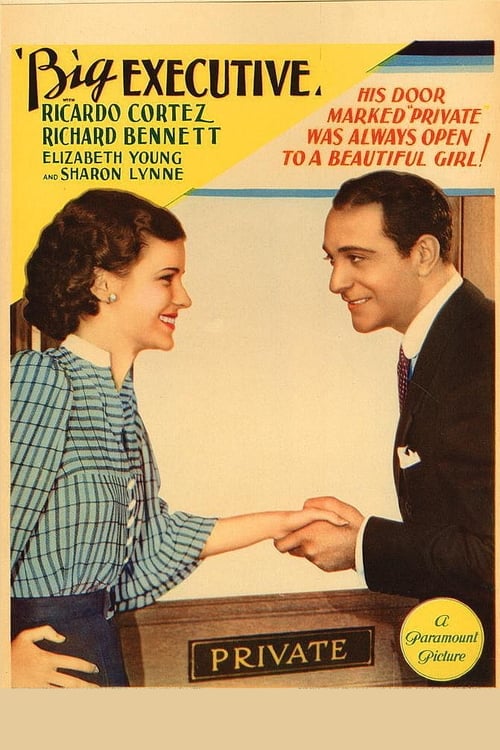 'Big EXECUTIVE'
WITH
RICARDO CORTEZ
RICHARD BENNETT
ELIZABETH YOUNG
AND SHARON LYNNE
HIS DOOR
MARKED "PRIVATE
WAS ALWAYS OPEN
TO A BEAUTIFUL GIRL!
PRIVATE
A
Paramount
Picture